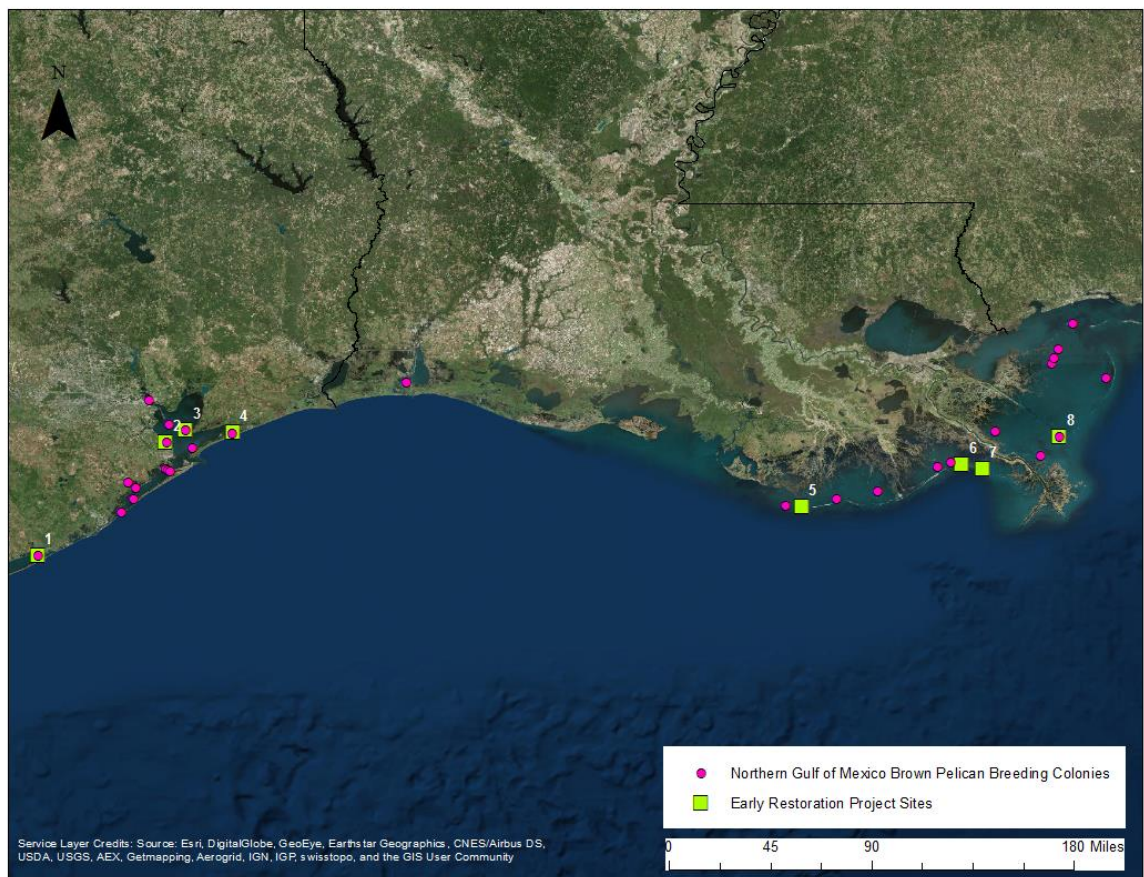 N
3
2
4
1
5
6
7
8
Northern Gulf of Mexico Brown Pelican Breeding Colonies
Early Restoration Project Sites
Service Layer Credits: Source: Esri, DigitalGlobe, GeoEye, Earthstar Geographics, CNES/Airbus DS,
USDA, USGS, AEX, Getmapping, Aerogrid, IGN, IGP, swisstopo, and the GIS User Community
0 45 90 180 Miles